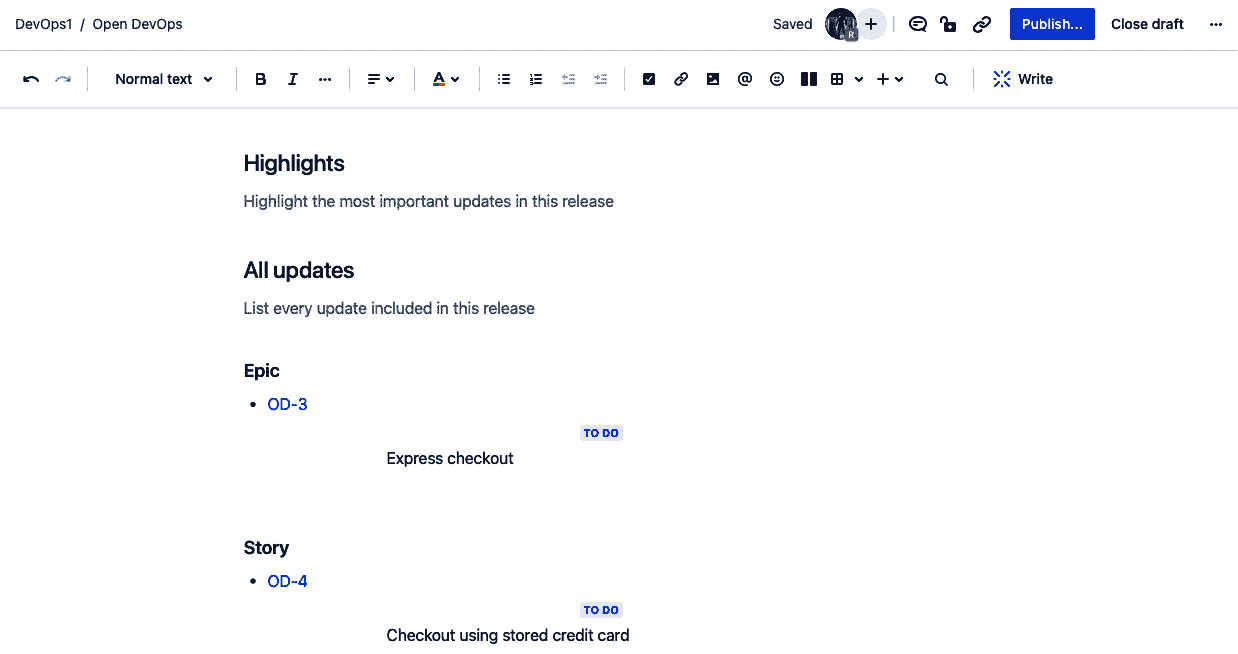 DevOps1 / Open DevOps
Saved R Publish... Close draft
Normal text B I A Write
Highlights
Highlight the most important updates in this release
All updates
List every update included in this release
Epic
• OD-3
TO DO
Express checkout
Story
• OD-4
TO DO
Checkout using stored credit card